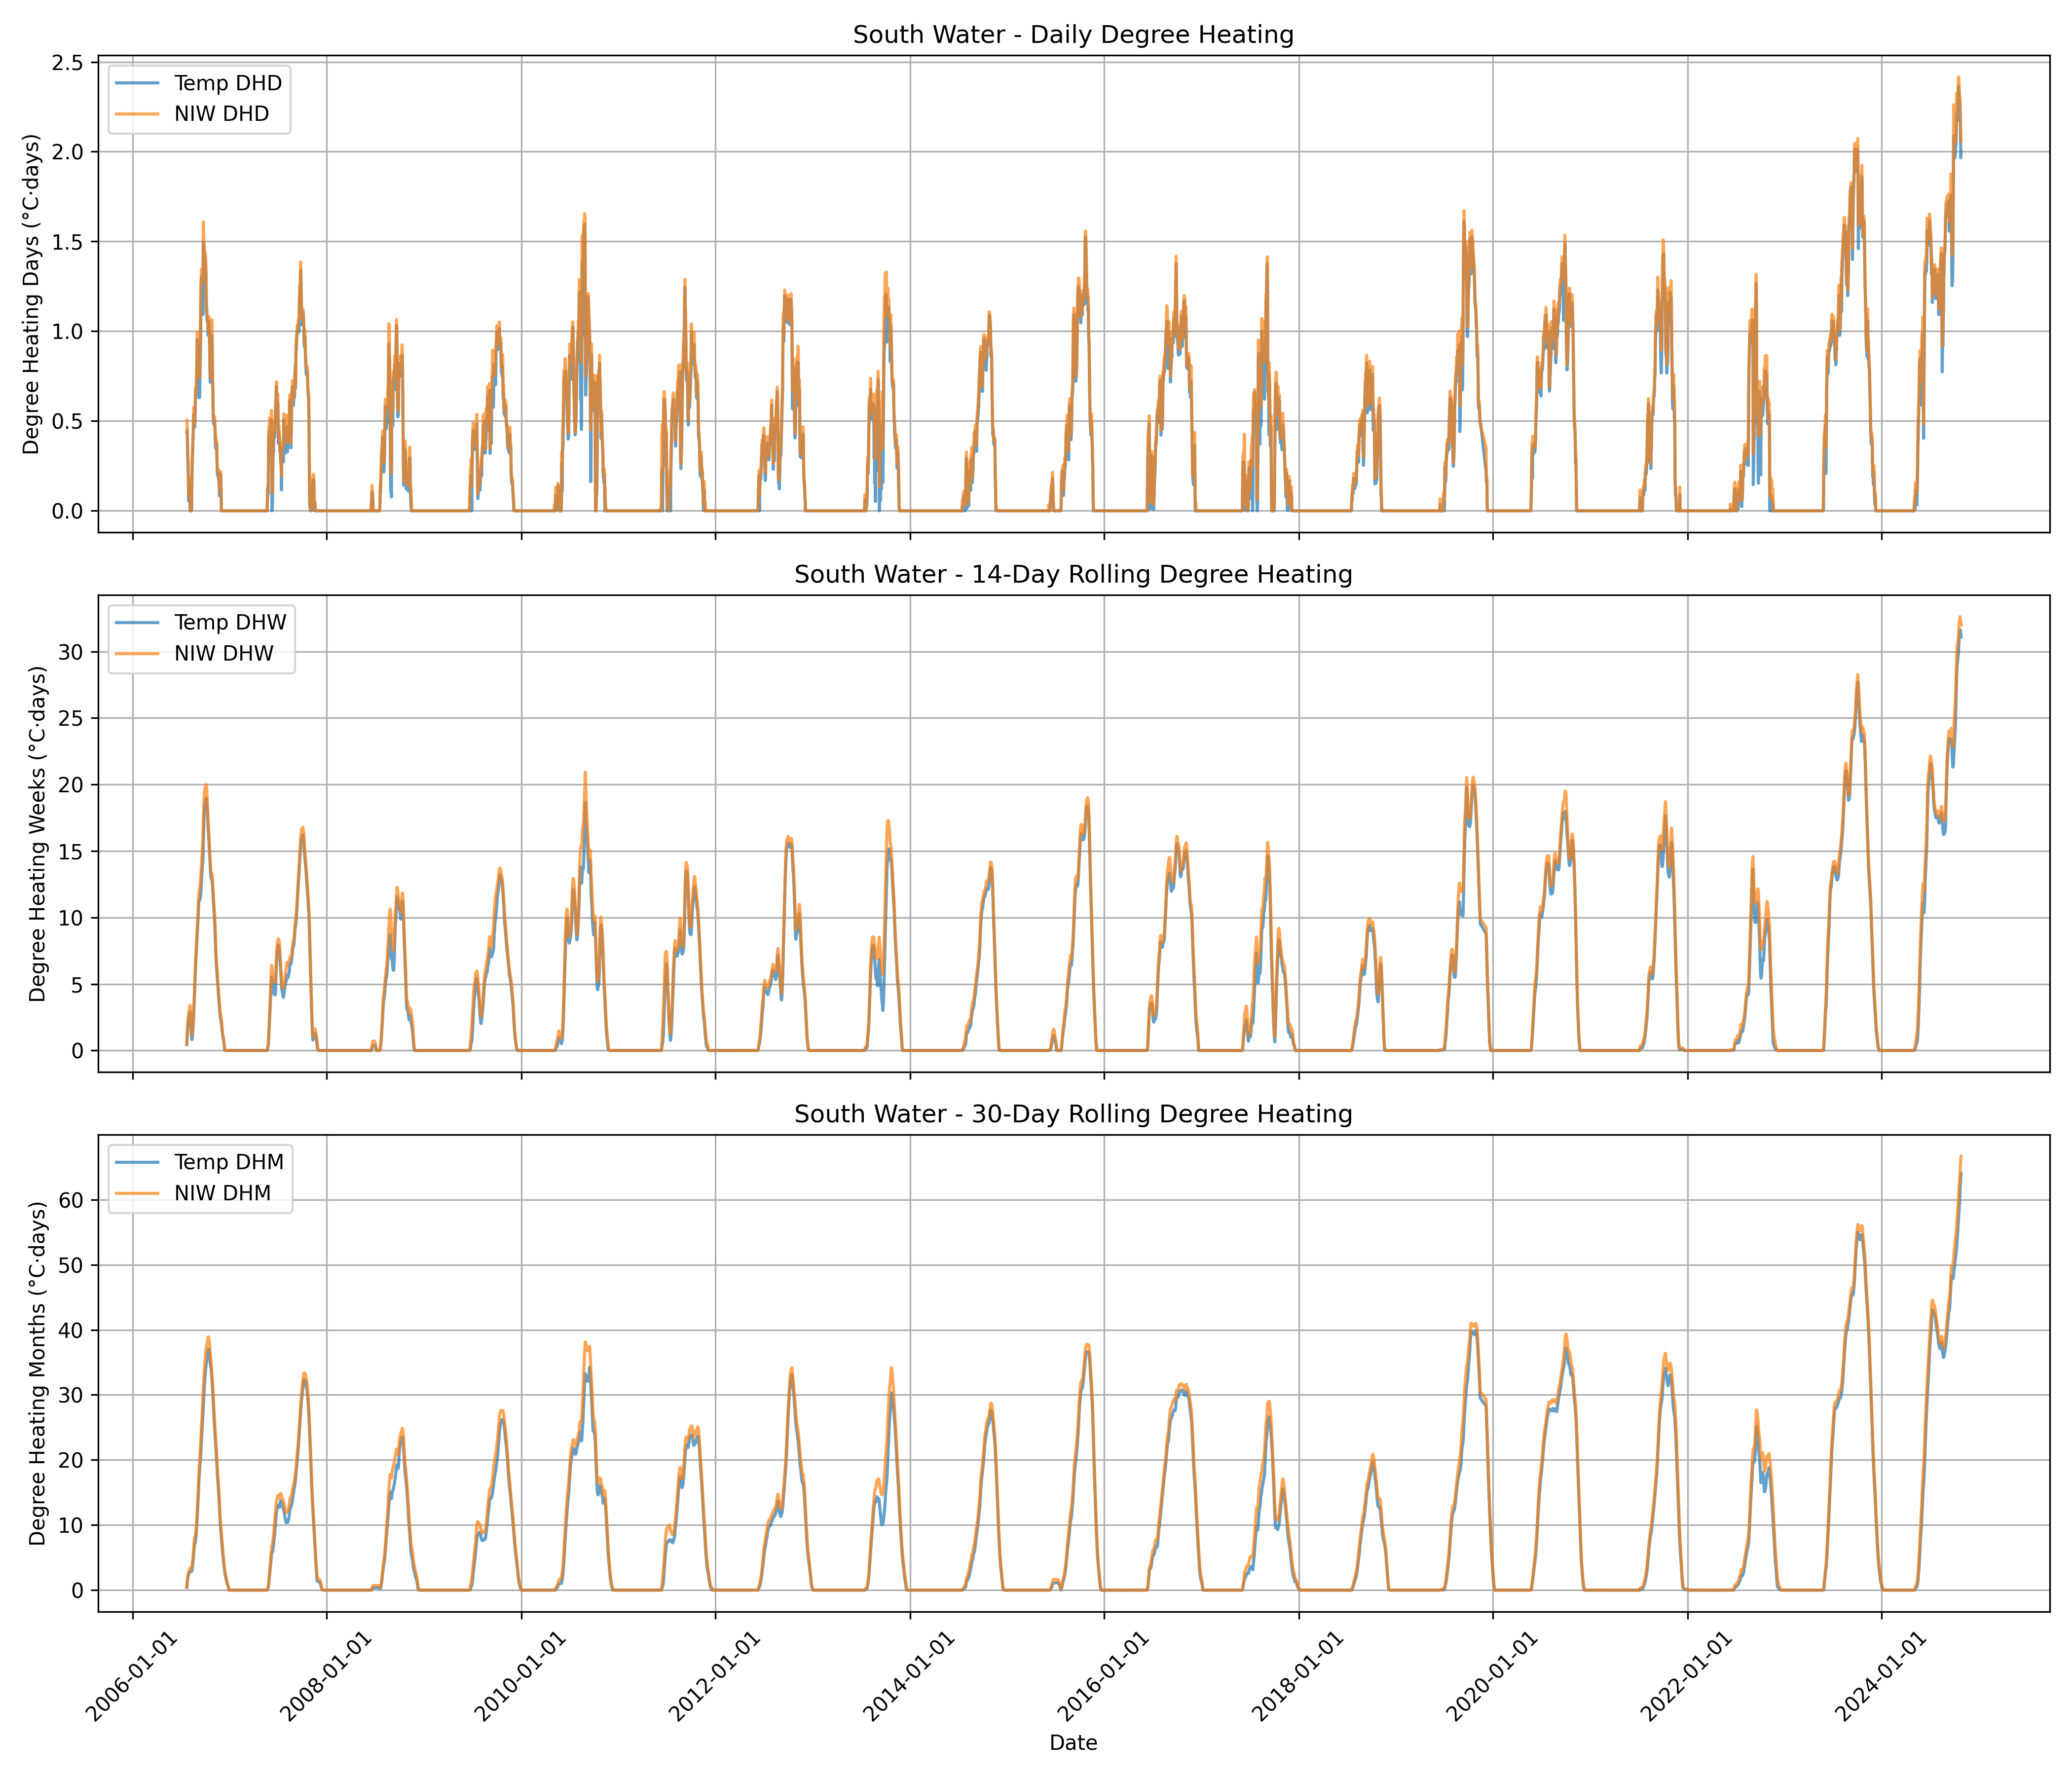 South Water - Daily Degree Heating
Temp DHD
NIW DHD
Degree Heating Days (°C·days)
2.5
2.0
1.5
1.0
0.5
0.0
South Water - 14-Day Rolling Degree Heating
Temp DHW
NIW DHW
Degree Heating Weeks (°C·days)
30
25
20
15
10
5
0
South Water - 30-Day Rolling Degree Heating
Temp DHM
NIW DHM
Degree Heating Months (°C·days)
60
50
40
30
20
10
0
2006-01-01
2008-01-01
2010-01-01
2012-01-01
2014-01-01
2016-01-01
2018-01-01
2020-01-01
2022-01-01
2024-01-01
Date